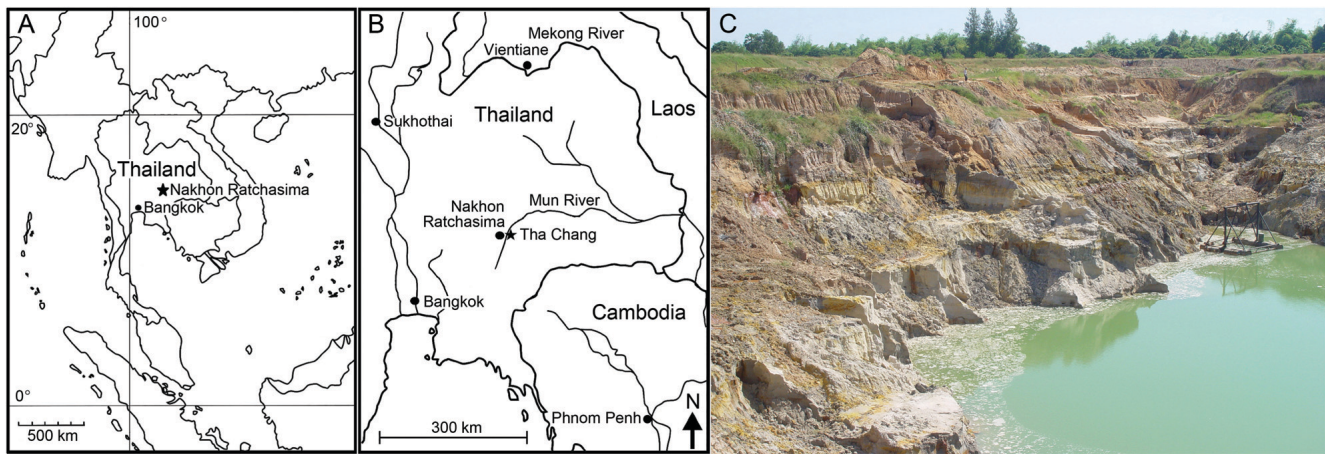 A
100°
20°
Thailand
Nakhon Ratchasima
Bangkok
0°
500 km
B
Mekong River
Vientiane
Thailand
Laos
Sukhothai
Nakhon
Ratchasima
Mun River
Tha Chang
Bangkok
Cambodia
Phnom Penh
N
300 km
C